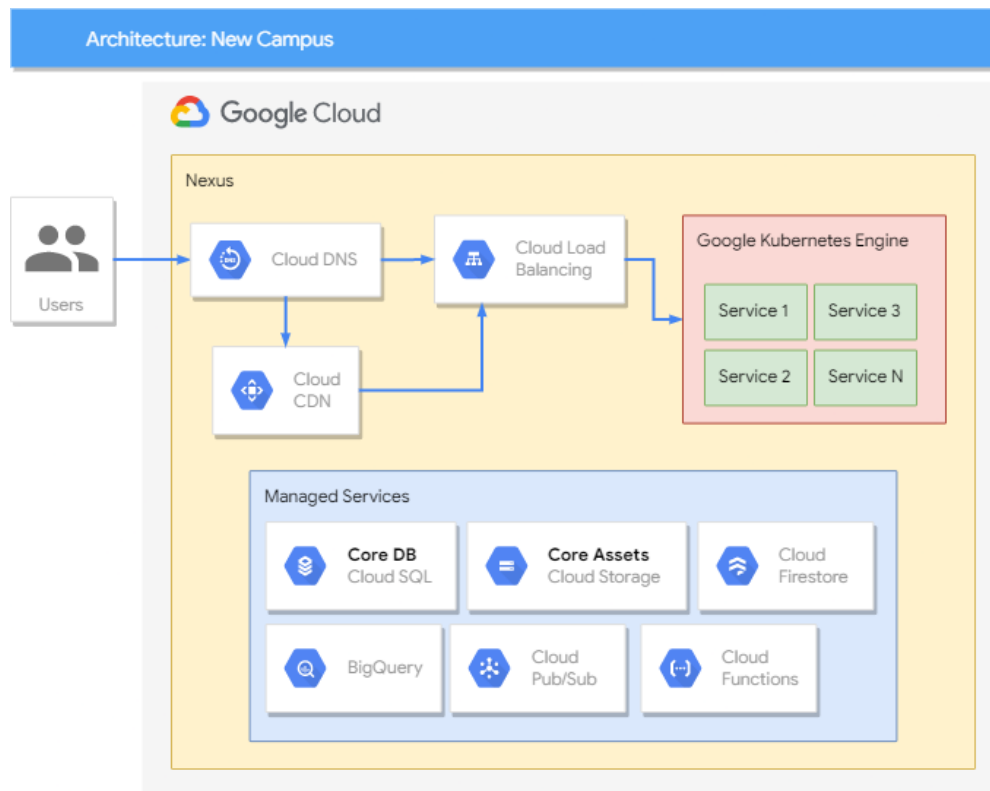 Architecture: New Campus
Google Cloud
Nexus
Users
Cloud DNS
Cloud Load
Balancing
Google Kubernetes Engine
Service 1
Service 3
Service 2
Service N
Cloud
CDN
Managed Services
Core DB
Cloud SQL
Core Assets
Cloud Storage
Cloud
Firestore
BigQuery
Cloud
Pub/Sub
Cloud
Functions